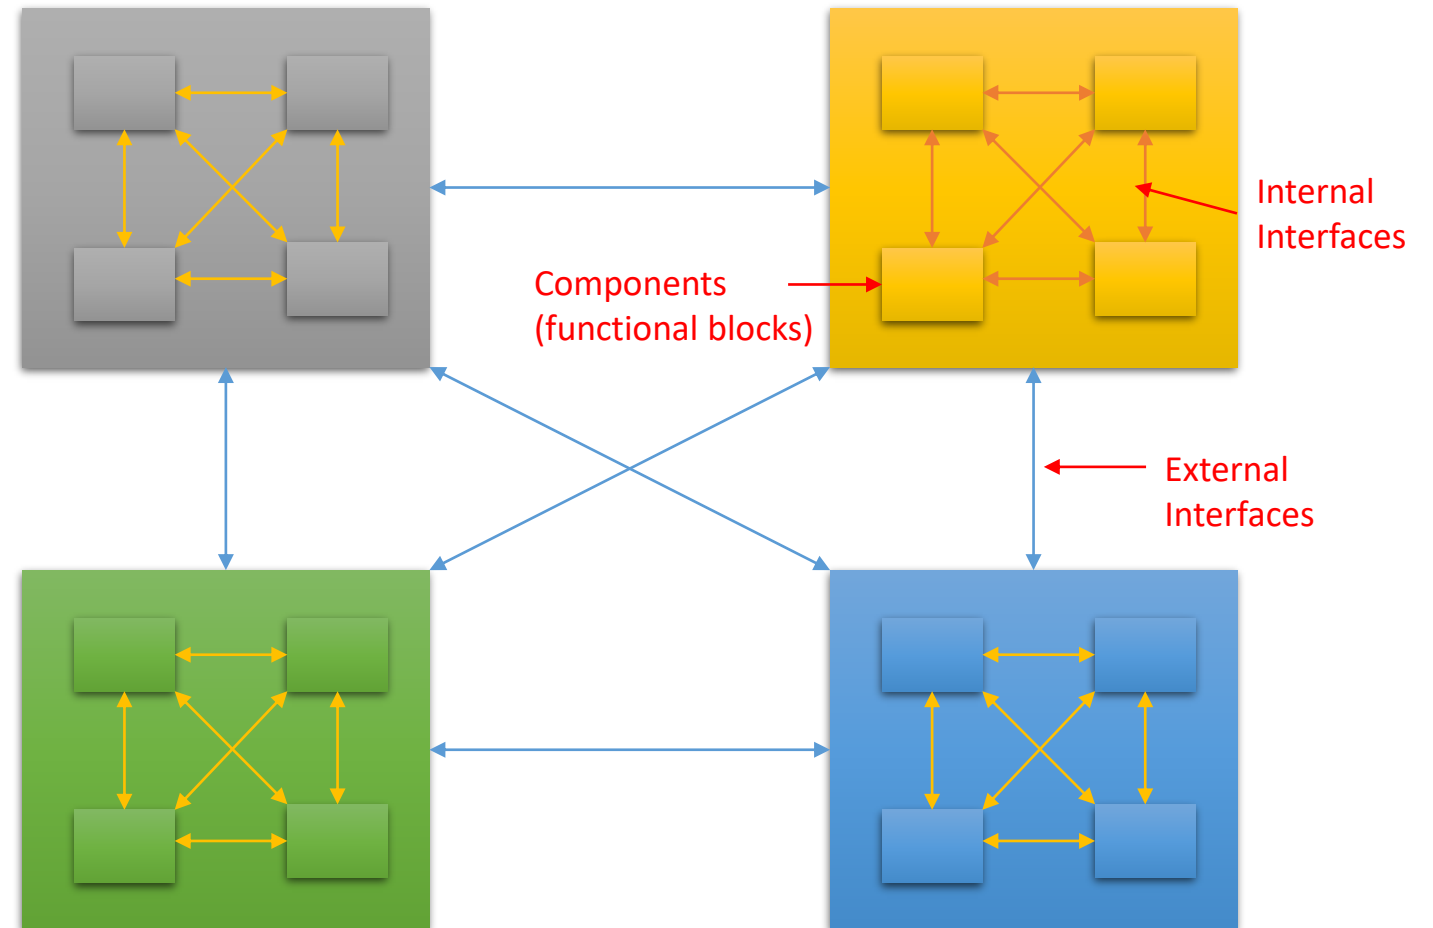 Internal
Interfaces
Components
(functional blocks)
External
Interfaces